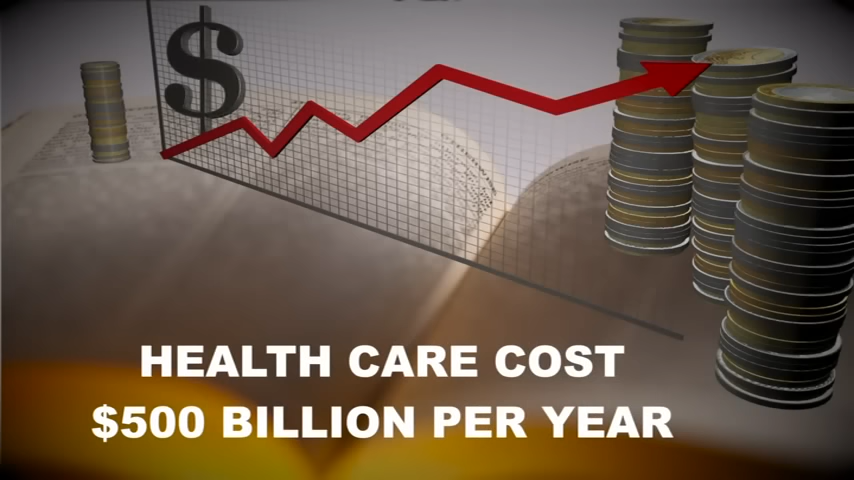 $
HEALTH CARE COST
$500 BILLION PER YEAR